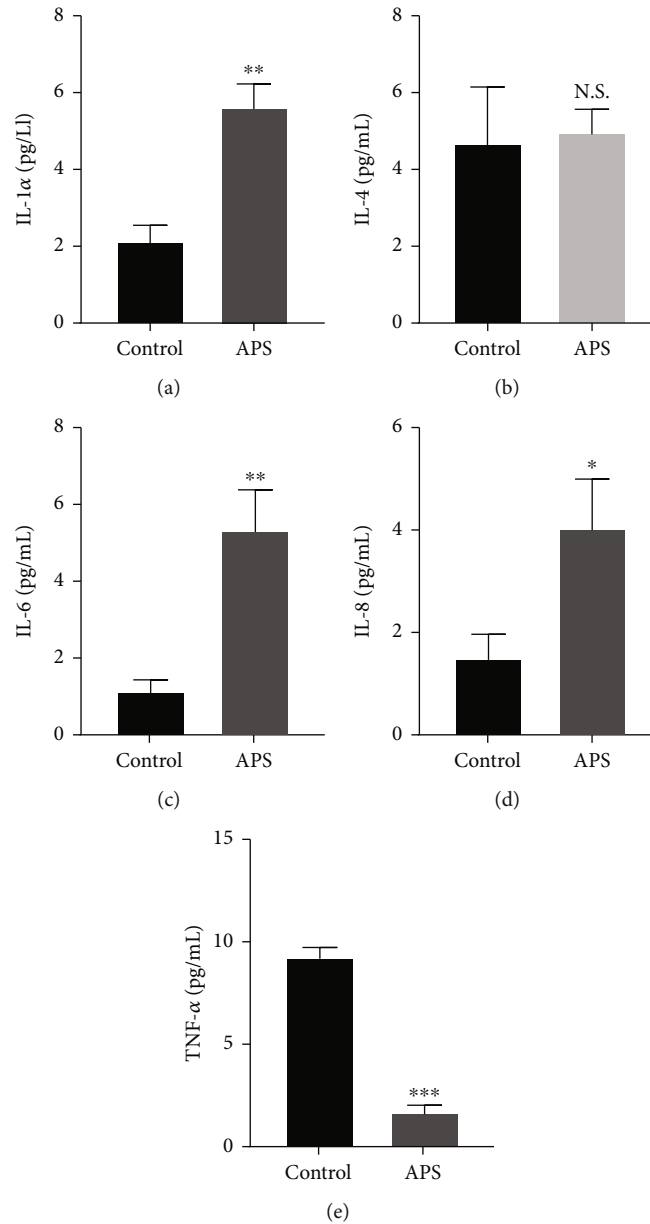 8
6
4
2
0
IL-1α (pg/Ll)
**
Control
APS
(a)
8
6
4
2
0
IL-4 (pg/mL)
N.S.
Control
APS
(b)
8
6
4
2
0
IL-6 (pg/mL)
**
Control
APS
(c)
6
4
2
0
IL-8 (pg/mL)
*
Control
APS
(d)
15
10
5
0
TNF-α (pg/mL)
***
Control
APS
(e)